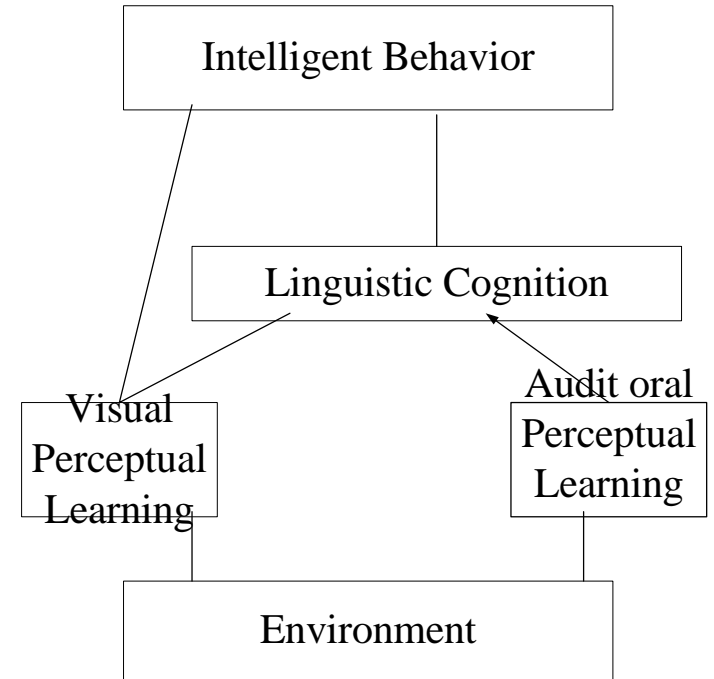 Intelligent Behavior
Linguistic Cognition
Visual
Perceptual
Learning
Audit oral
Perceptual
Learning
Environment